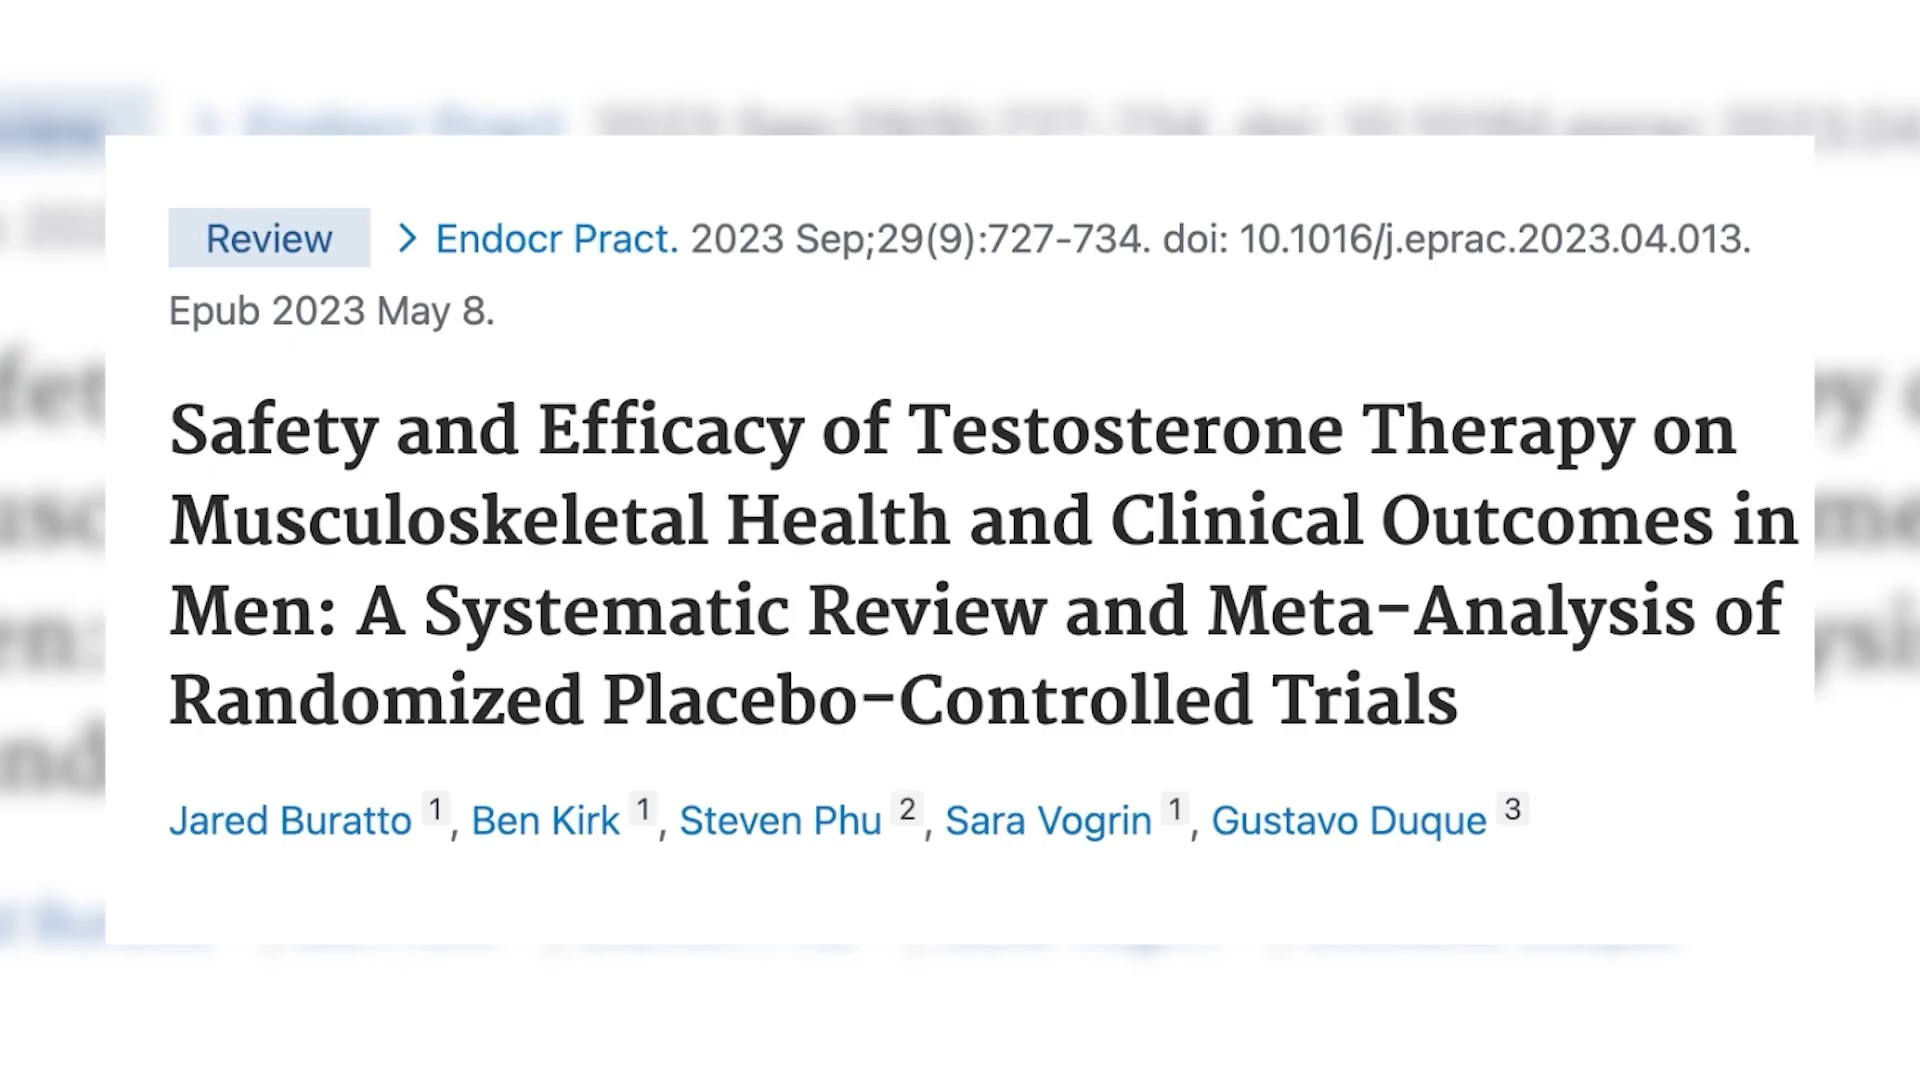 Review > Endocr Pract. 2023 Sep;29(9):727-734. doi: 10.1016/j.eprac.2023.04.013.
Epub 2023 May 8.
Safety and Efficacy of Testosterone Therapy on
Musculoskeletal Health and Clinical Outcomes in
Men: A Systematic Review and Meta-Analysis of
Randomized Placebo-Controlled Trials
Jared Buratto 1, Ben Kirk 1, Steven Phu 2, Sara Vogrin 1, Gustavo Duque 3